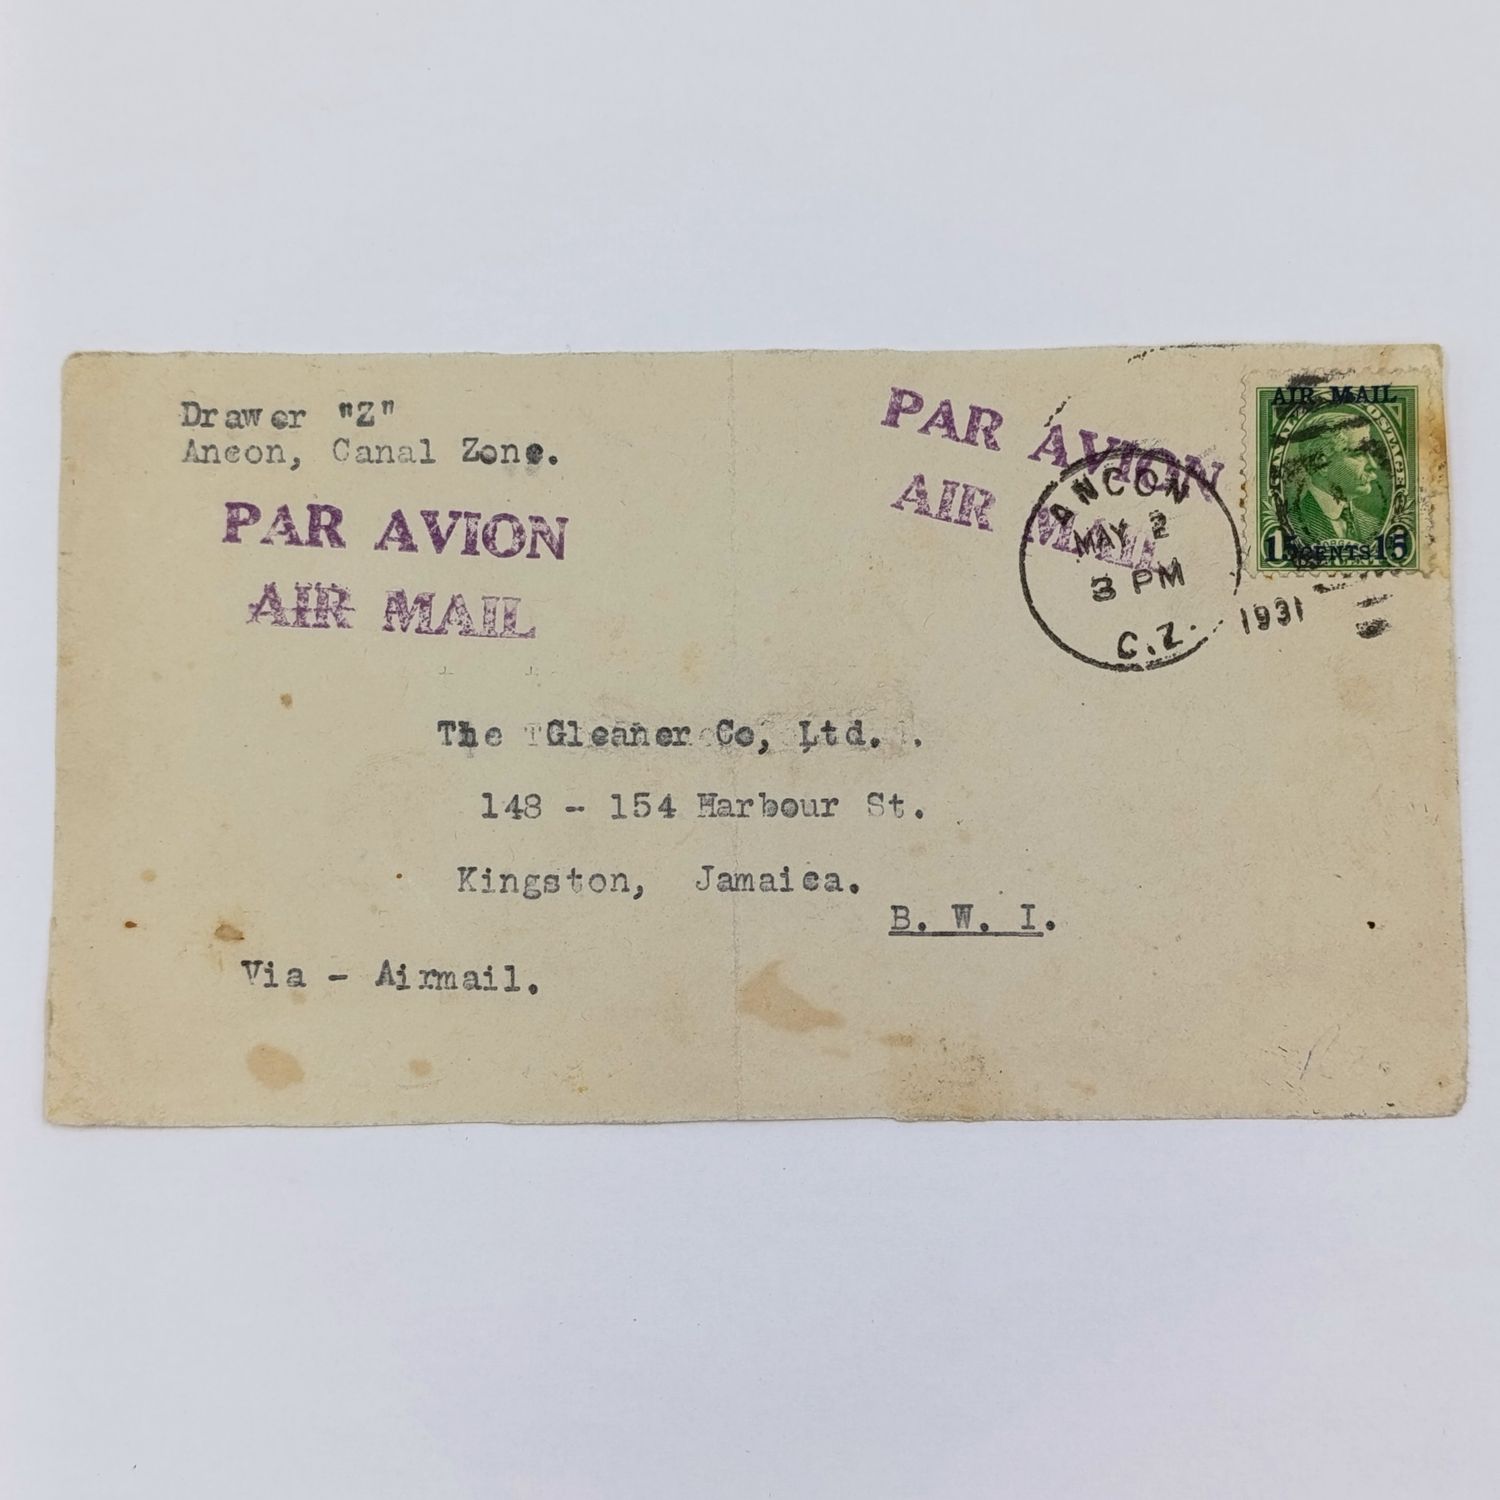 Drawer "Z"
Ancon, Canal Zone.
PAR AVION
AIR MAIL
PAR AVION
AIR MAIL
ANCON
MAY 2
3 PM
C.Z.
1931
AIR MAIL
POSTAGE
15 CENTS 15
The Gleaner Co, Ltd. .
148 - 154 Harbour St.
Kingston, Jamaica.
B. W. I.
Via - Airmail.